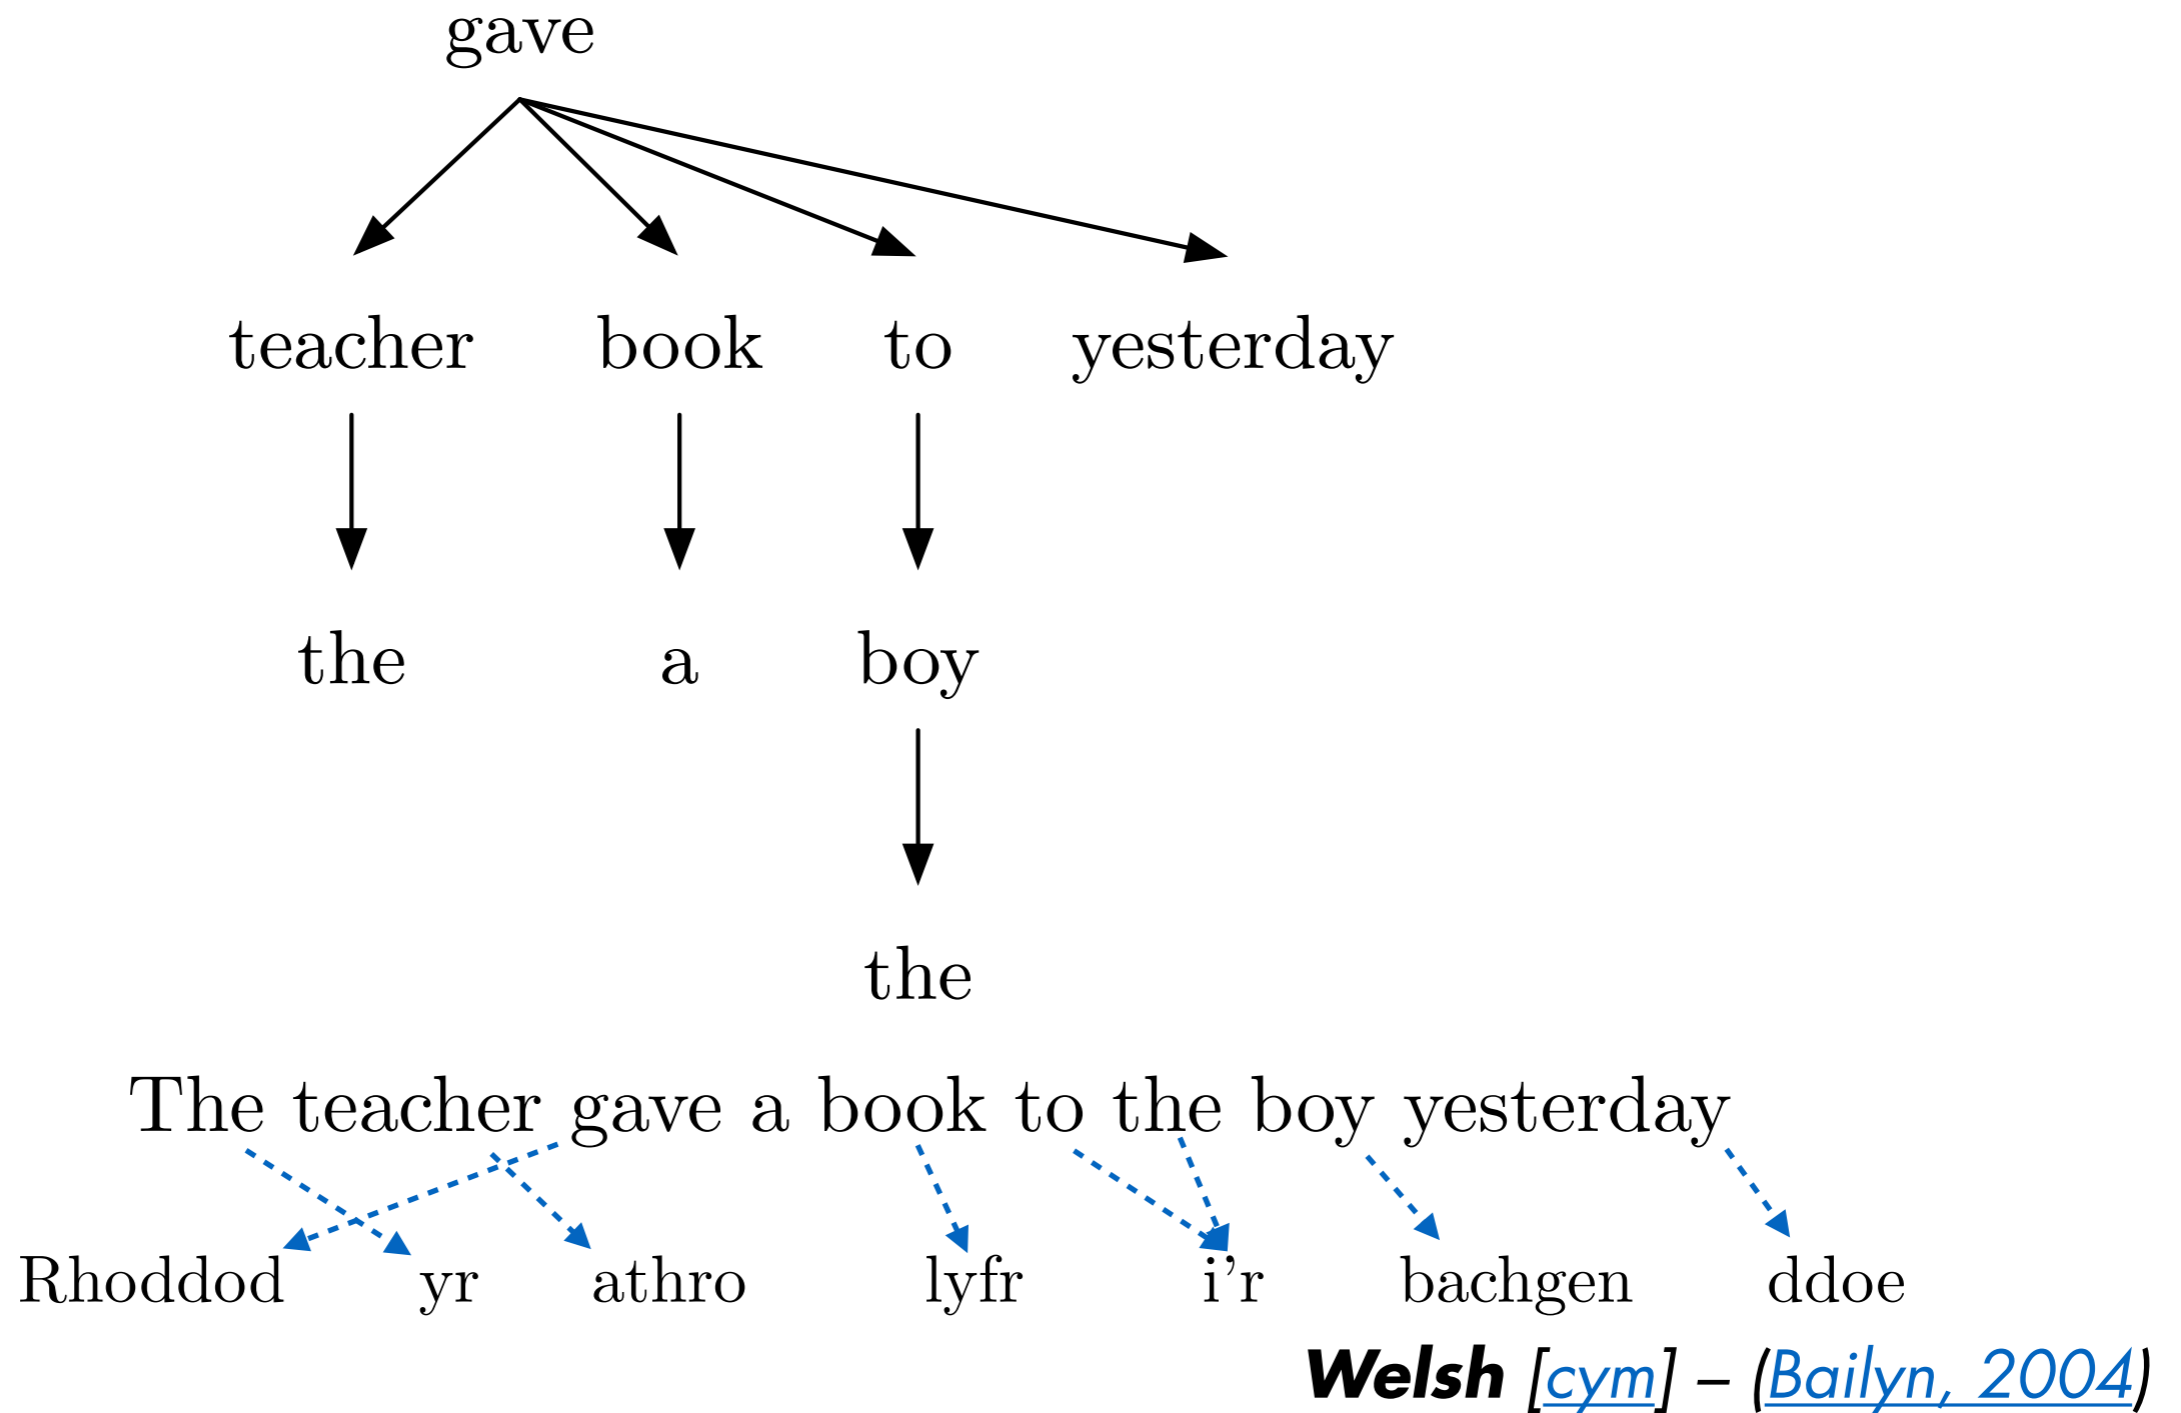 gave
teacher book to yesterday
the a boy
the
The teacher gave a book to the boy yesterday
Rhoddod yr athro lyfr i’r bachgen ddoe
Welsh [cym] – (Bailyn, 2004)